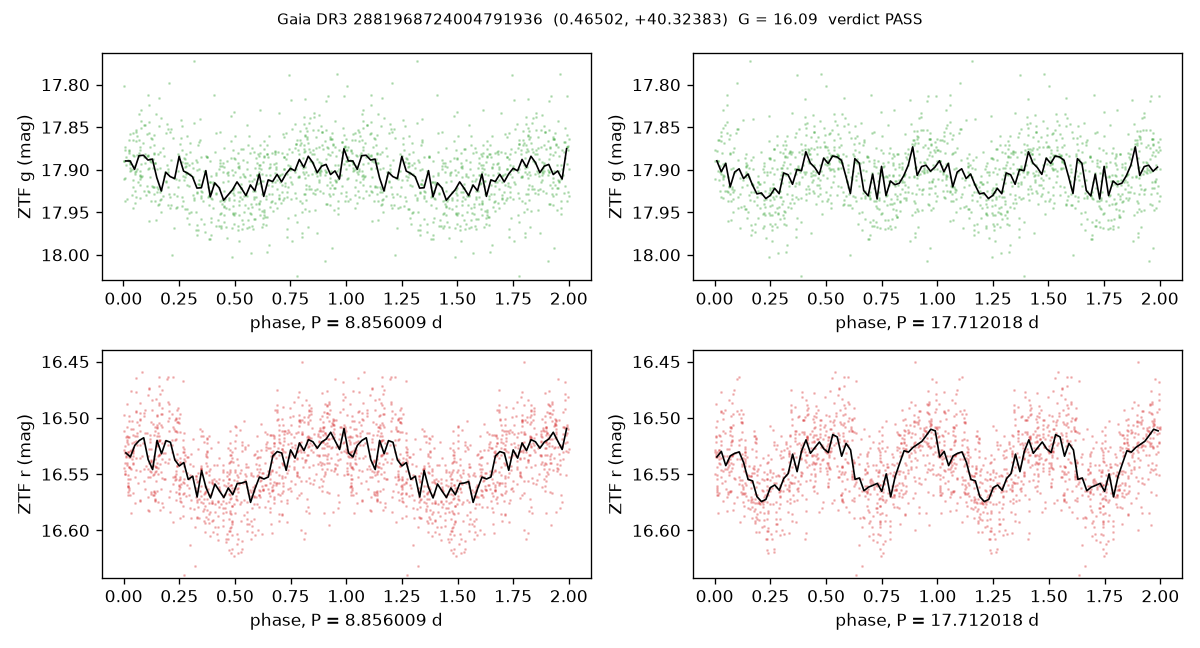 Gaia DR3 2881968724004791936 (0.46502, +40.32383) G = 16.09 verdict PASS
ZTF g (mag)
17.80
17.85
17.90
17.95
18.00
0.00 0.25 0.50 0.75 1.00 1.25 1.50 1.75 2.00
phase, P = 8.856009 d
ZTF g (mag)
17.80
17.85
17.90
17.95
18.00
0.00 0.25 0.50 0.75 1.00 1.25 1.50 1.75 2.00
phase, P = 17.712018 d
ZTF r (mag)
16.45
16.50
16.55
16.60
0.00 0.25 0.50 0.75 1.00 1.25 1.50 1.75 2.00
phase, P = 8.856009 d
ZTF r (mag)
16.45
16.50
16.55
16.60
0.00 0.25 0.50 0.75 1.00 1.25 1.50 1.75 2.00
phase, P = 17.712018 d